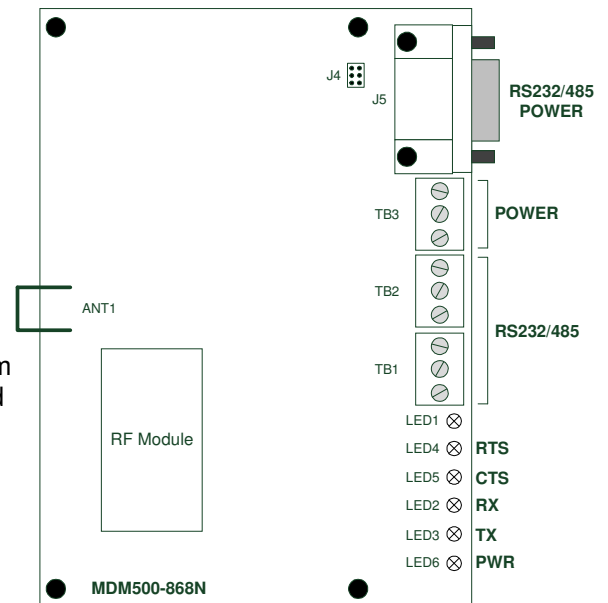 J4
J5
RS232/485
POWER
TB3
POWER
TB2
ANT1
RS232/485
TB1
LED1
RF Module
LED4 RTS
LED5 CTS
LED2 RX
LED3 TX
LED6 PWR
MDM500-868N